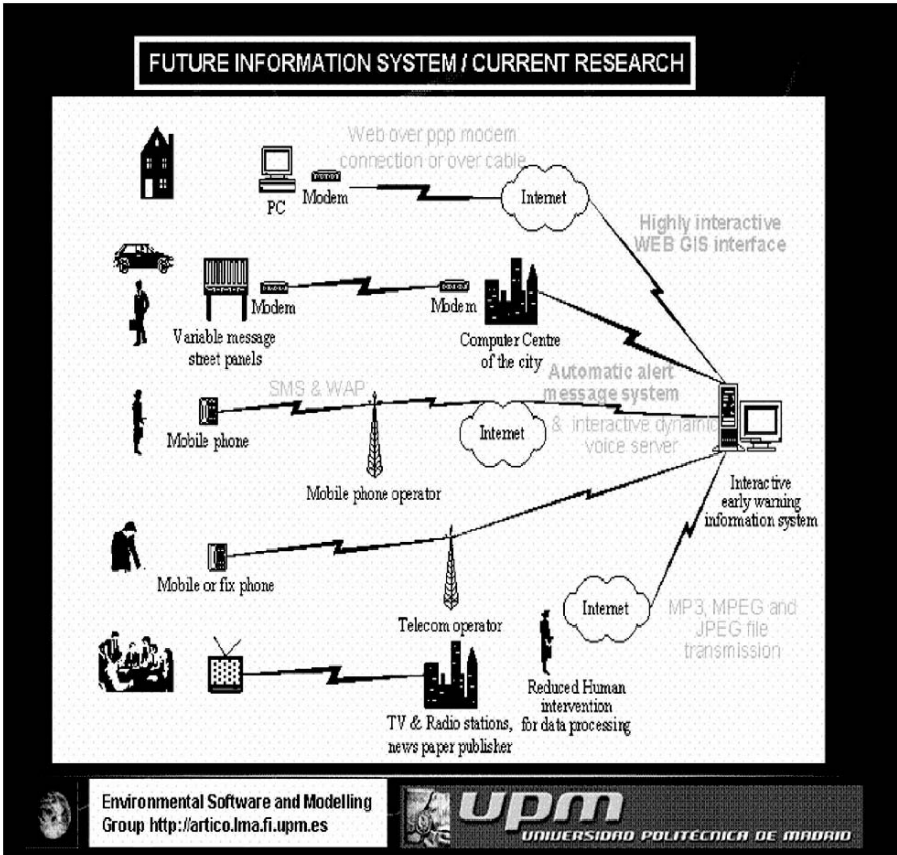 FUTURE INFORMATION SYSTEM / CURRENT RESEARCH
Web over ppp modem
connection or over cable
PC
Modem
Internet
Highly interactive
WEB GIS interface
Variable message
street panels
Modem
Modem
Computer Centre
of the city
Automatic alert
message system
& interactive dynamic
voice server
SMS & WAP
Mobile phone
Mobile phone operator
Internet
Interactive
early warning
information system
Mobile or fix phone
Telecom operator
Internet
MP3, MPEG and
JPEG file
transmission
Reduced Human
intervention
for data processing
TV & Radio stations,
news paper publisher
Environmental Software and Modelling
Group http://artico.lma.fi.upm.es
upm
UNIVERSIDAD POLITÉCNICA DE MADRID